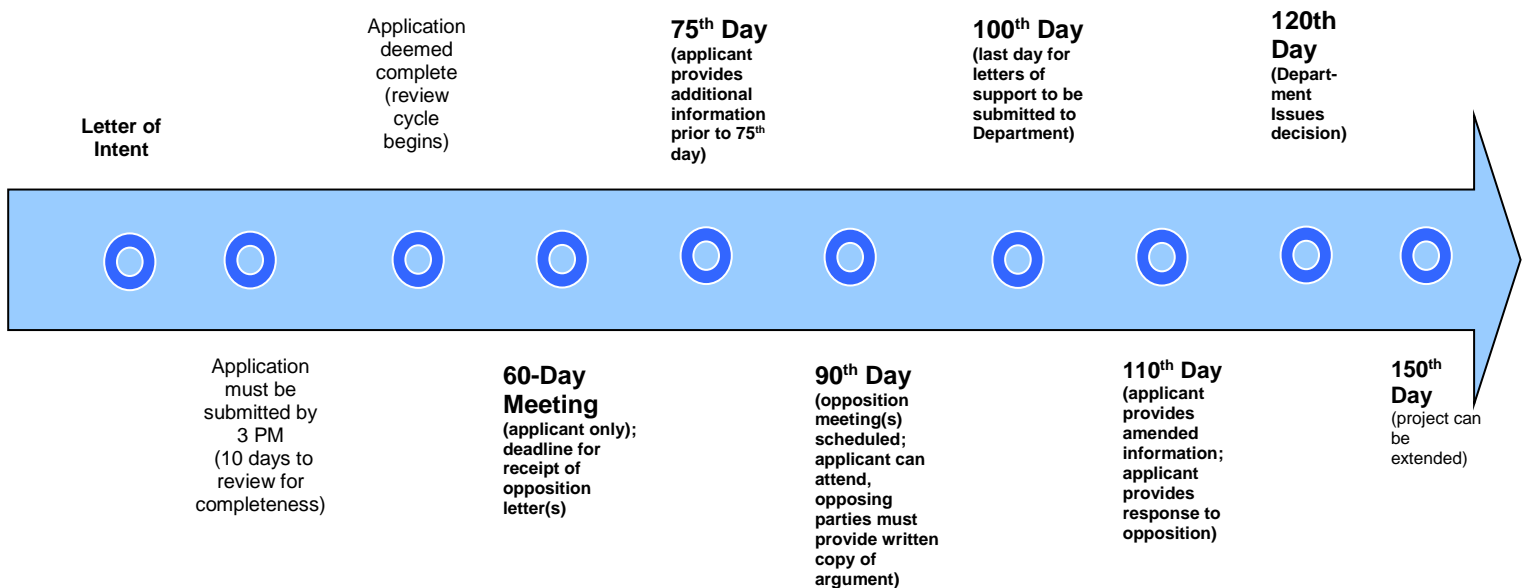 Letter of
Intent
Application
must be
submitted by
3 PM
(10 days to
review for
completeness)
Application
deemed
complete
(review
cycle
begins)
60-Day
Meeting
(applicant only);
deadline for
receipt of
opposition
letter(s)
75th Day
(applicant
provides
additional
information
prior to 75th
day)
90th Day
(opposition
meeting(s)
scheduled;
applicant can
attend,
opposing
parties must
provide written
copy of
argument)
100th Day
(last day for
letters of
support to be
submitted to
Department)
110th Day
(applicant
provides
amended
information;
applicant
provides
response to
opposition)
120th
Day
(Depart-
ment
Issues
decision)
150th
Day
(project can
be
extended)